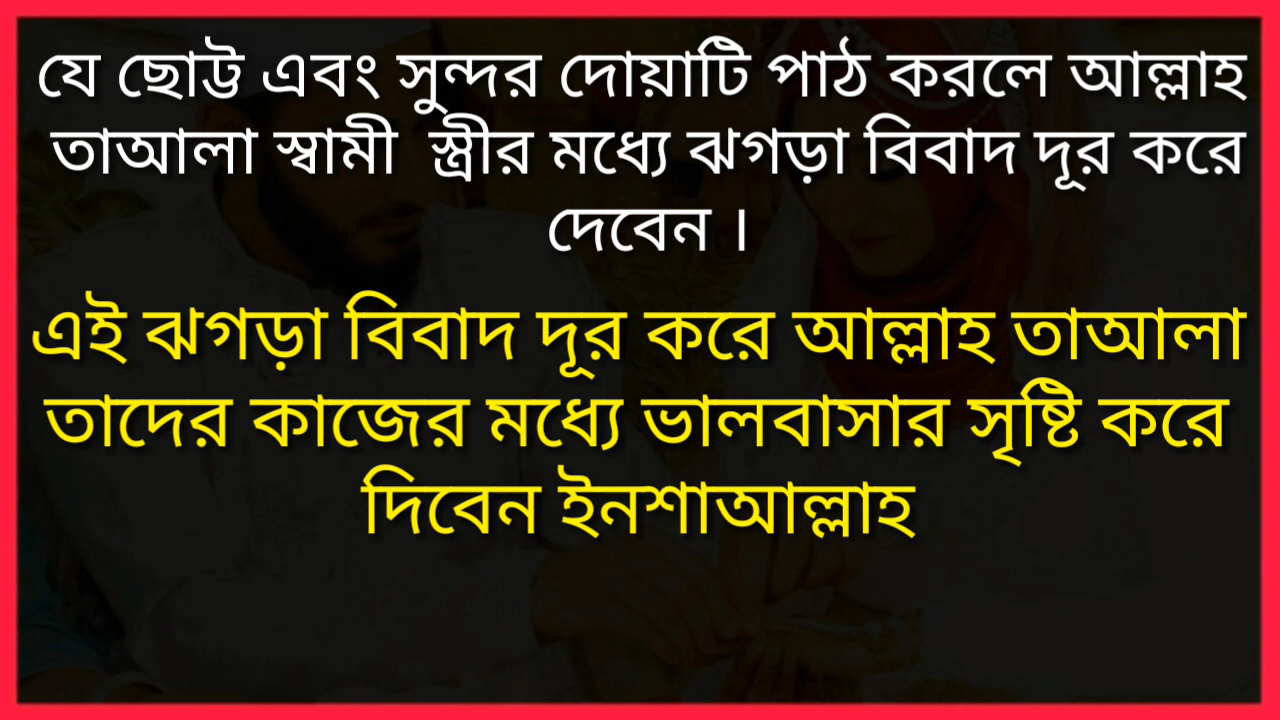 যে ছোট্ট এবং সুন্দর দোয়াটি পাঠ করলে আল্লাহ
তাআলা স্বামী স্ত্রীর মধ্যে ঝগড়া বিবাদ দূর করে
দেবেন ।
এই ঝগড়া বিবাদ দূর করে আল্লাহ তাআলা
তাদের কাজের মধ্যে ভালবাসার সৃষ্টি করে
দিবেন ইনশাআল্লাহ